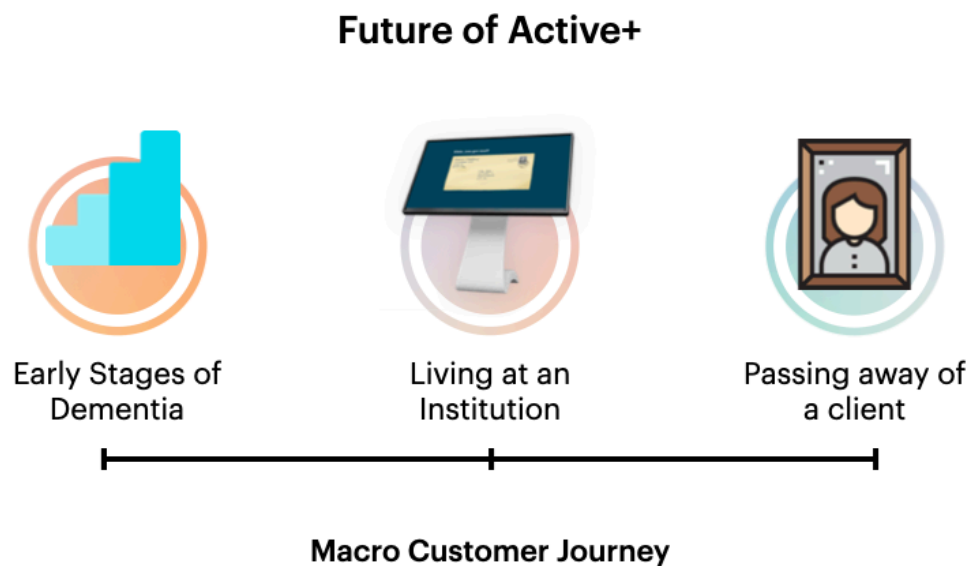 Future of Active+
Early Stages of
Dementia
Living at an
Institution
Passing away of
a client
Macro Customer Journey